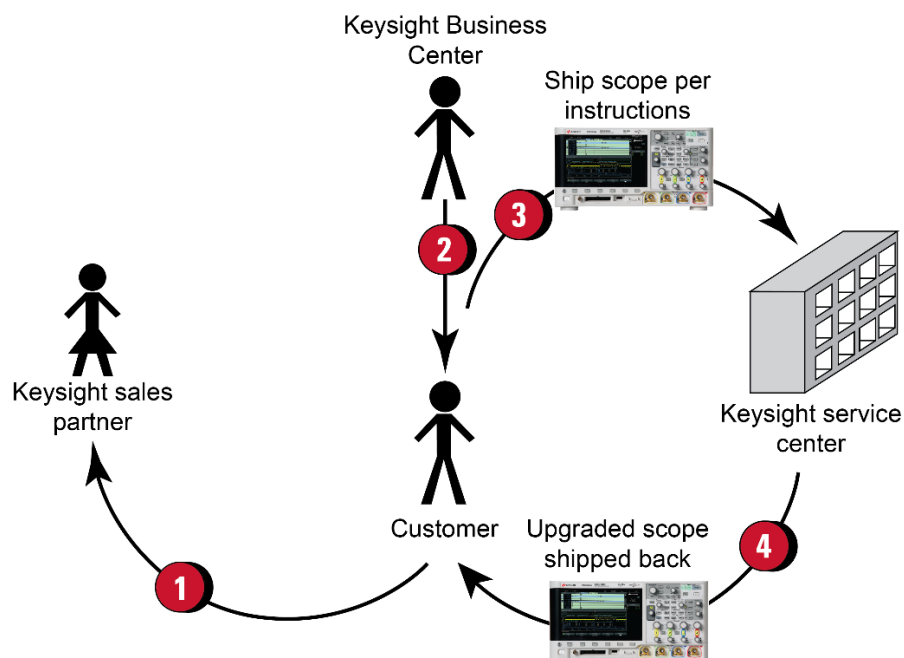 Keysight Business
Center
Ship scope per
instructions
3
2
Keysight sales
partner
Keysight service
center
Customer
Upgraded scope
shipped back
4
1